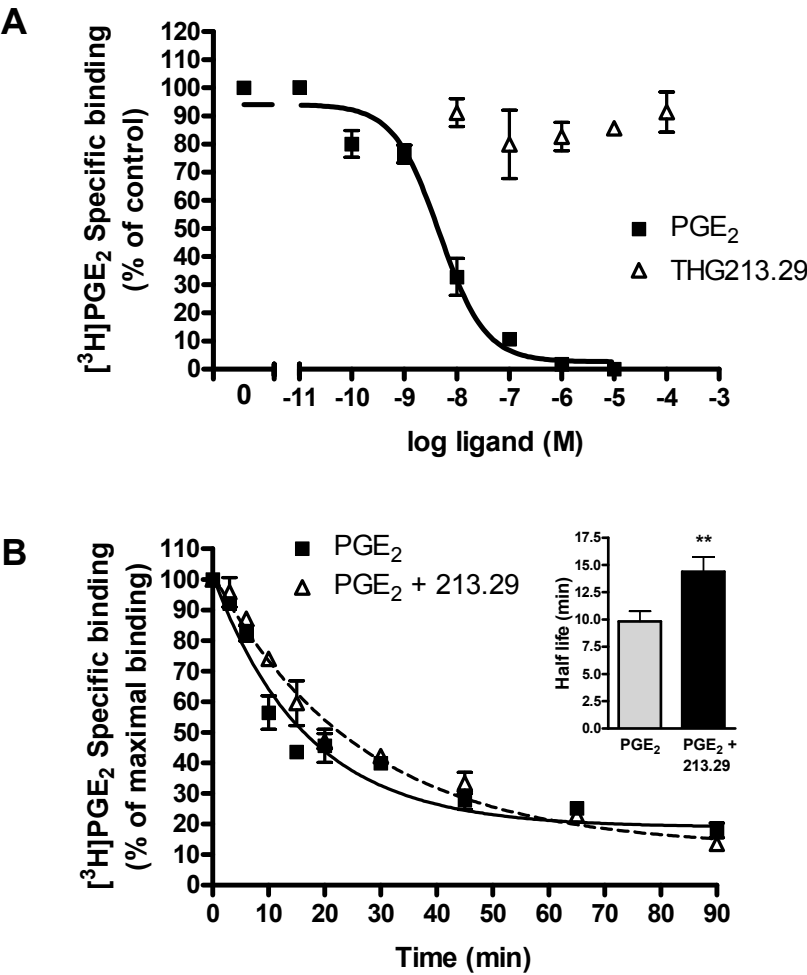 A
[³H]PGE₂ Specific binding
(% of control)
120
110
100
90
80
70
60
50
40
30
20
10
0
PGE₂
THG213.29
0 -11 -10 -9 -8 -7 -6 -5 -4 -3
log ligand (M)
B
[³H]PGE₂ Specific binding
(% of maximal binding)
110
100
90
80
70
60
50
40
30
20
10
0
PGE₂
PGE₂ + 213.29
Half life (min)
17.5
15.0
12.5
10.0
7.5
5.0
2.5
0.0
**
PGE₂
PGE₂ +
213.29
0 10 20 30 40 50 60 70 80 90
Time (min)